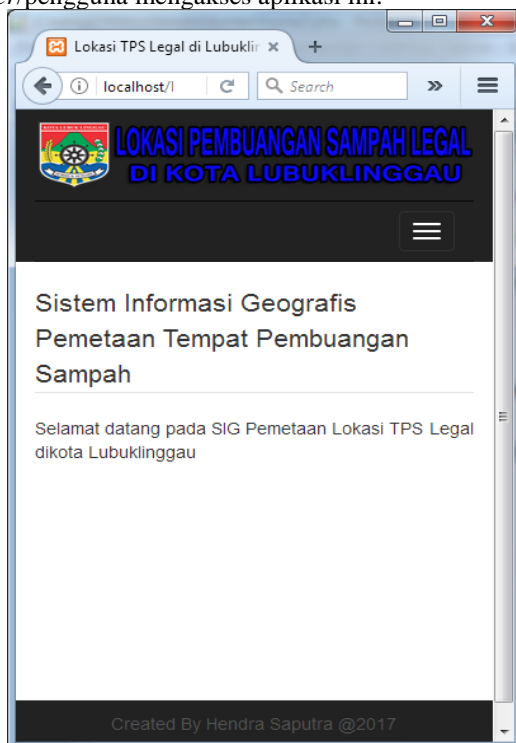 /pengguna mengakses aplikasi ini.
Lokasi TPS Legal di Lubuklir
localhost/l
Search
LOKASI PEMBUANGAN SAMPAH LEGAL
DI KOTA LUBUKLINGGAU
Sistem Informasi Geografis
Pemetaan Tempat Pembuangan
Sampah
Selamat datang pada SIG Pemetaan Lokasi TPS Legal
dikota Lubuklinggau
Created By Hendra Saputra @2017